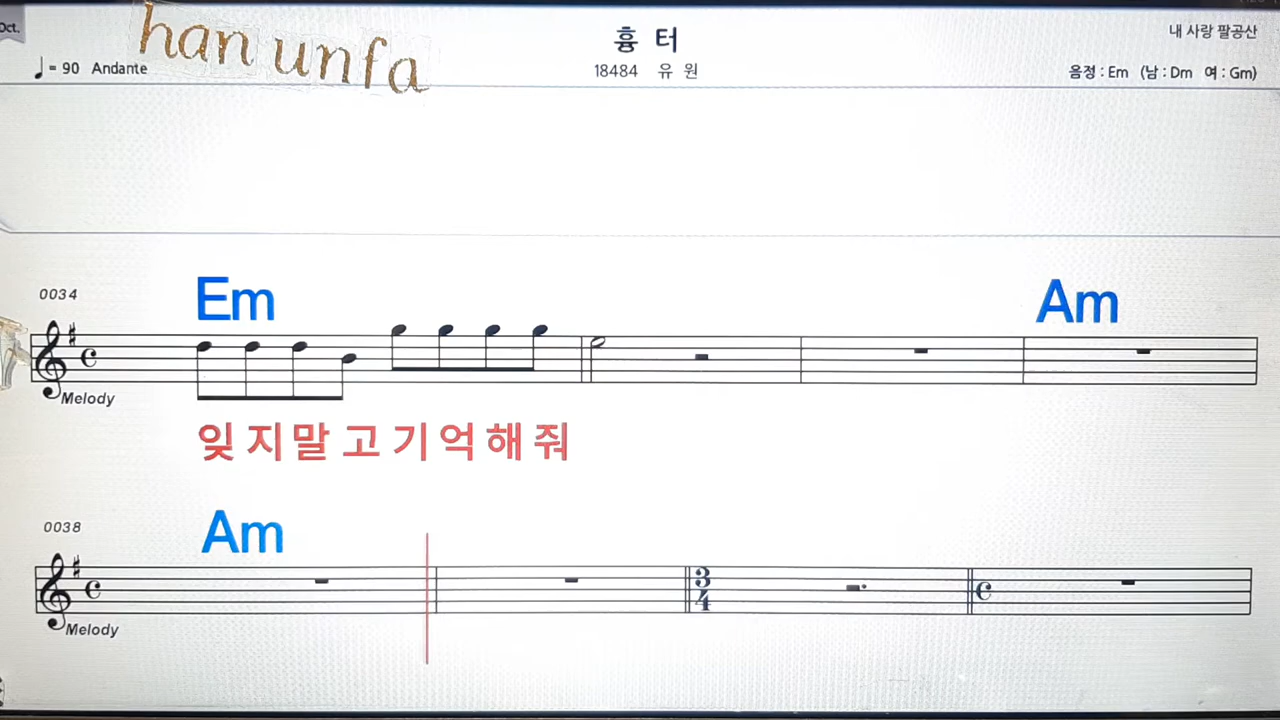 Oct.
han unfa
흉 터
내 사랑 팔공산
♩= 90 Andante
18484 유 원
음정 : Em (남 : Dm 여 : Gm)
0034
Em
Am
Melody
잊 지 말 고 기 억 해 줘
0038
Am
3
4
Melody